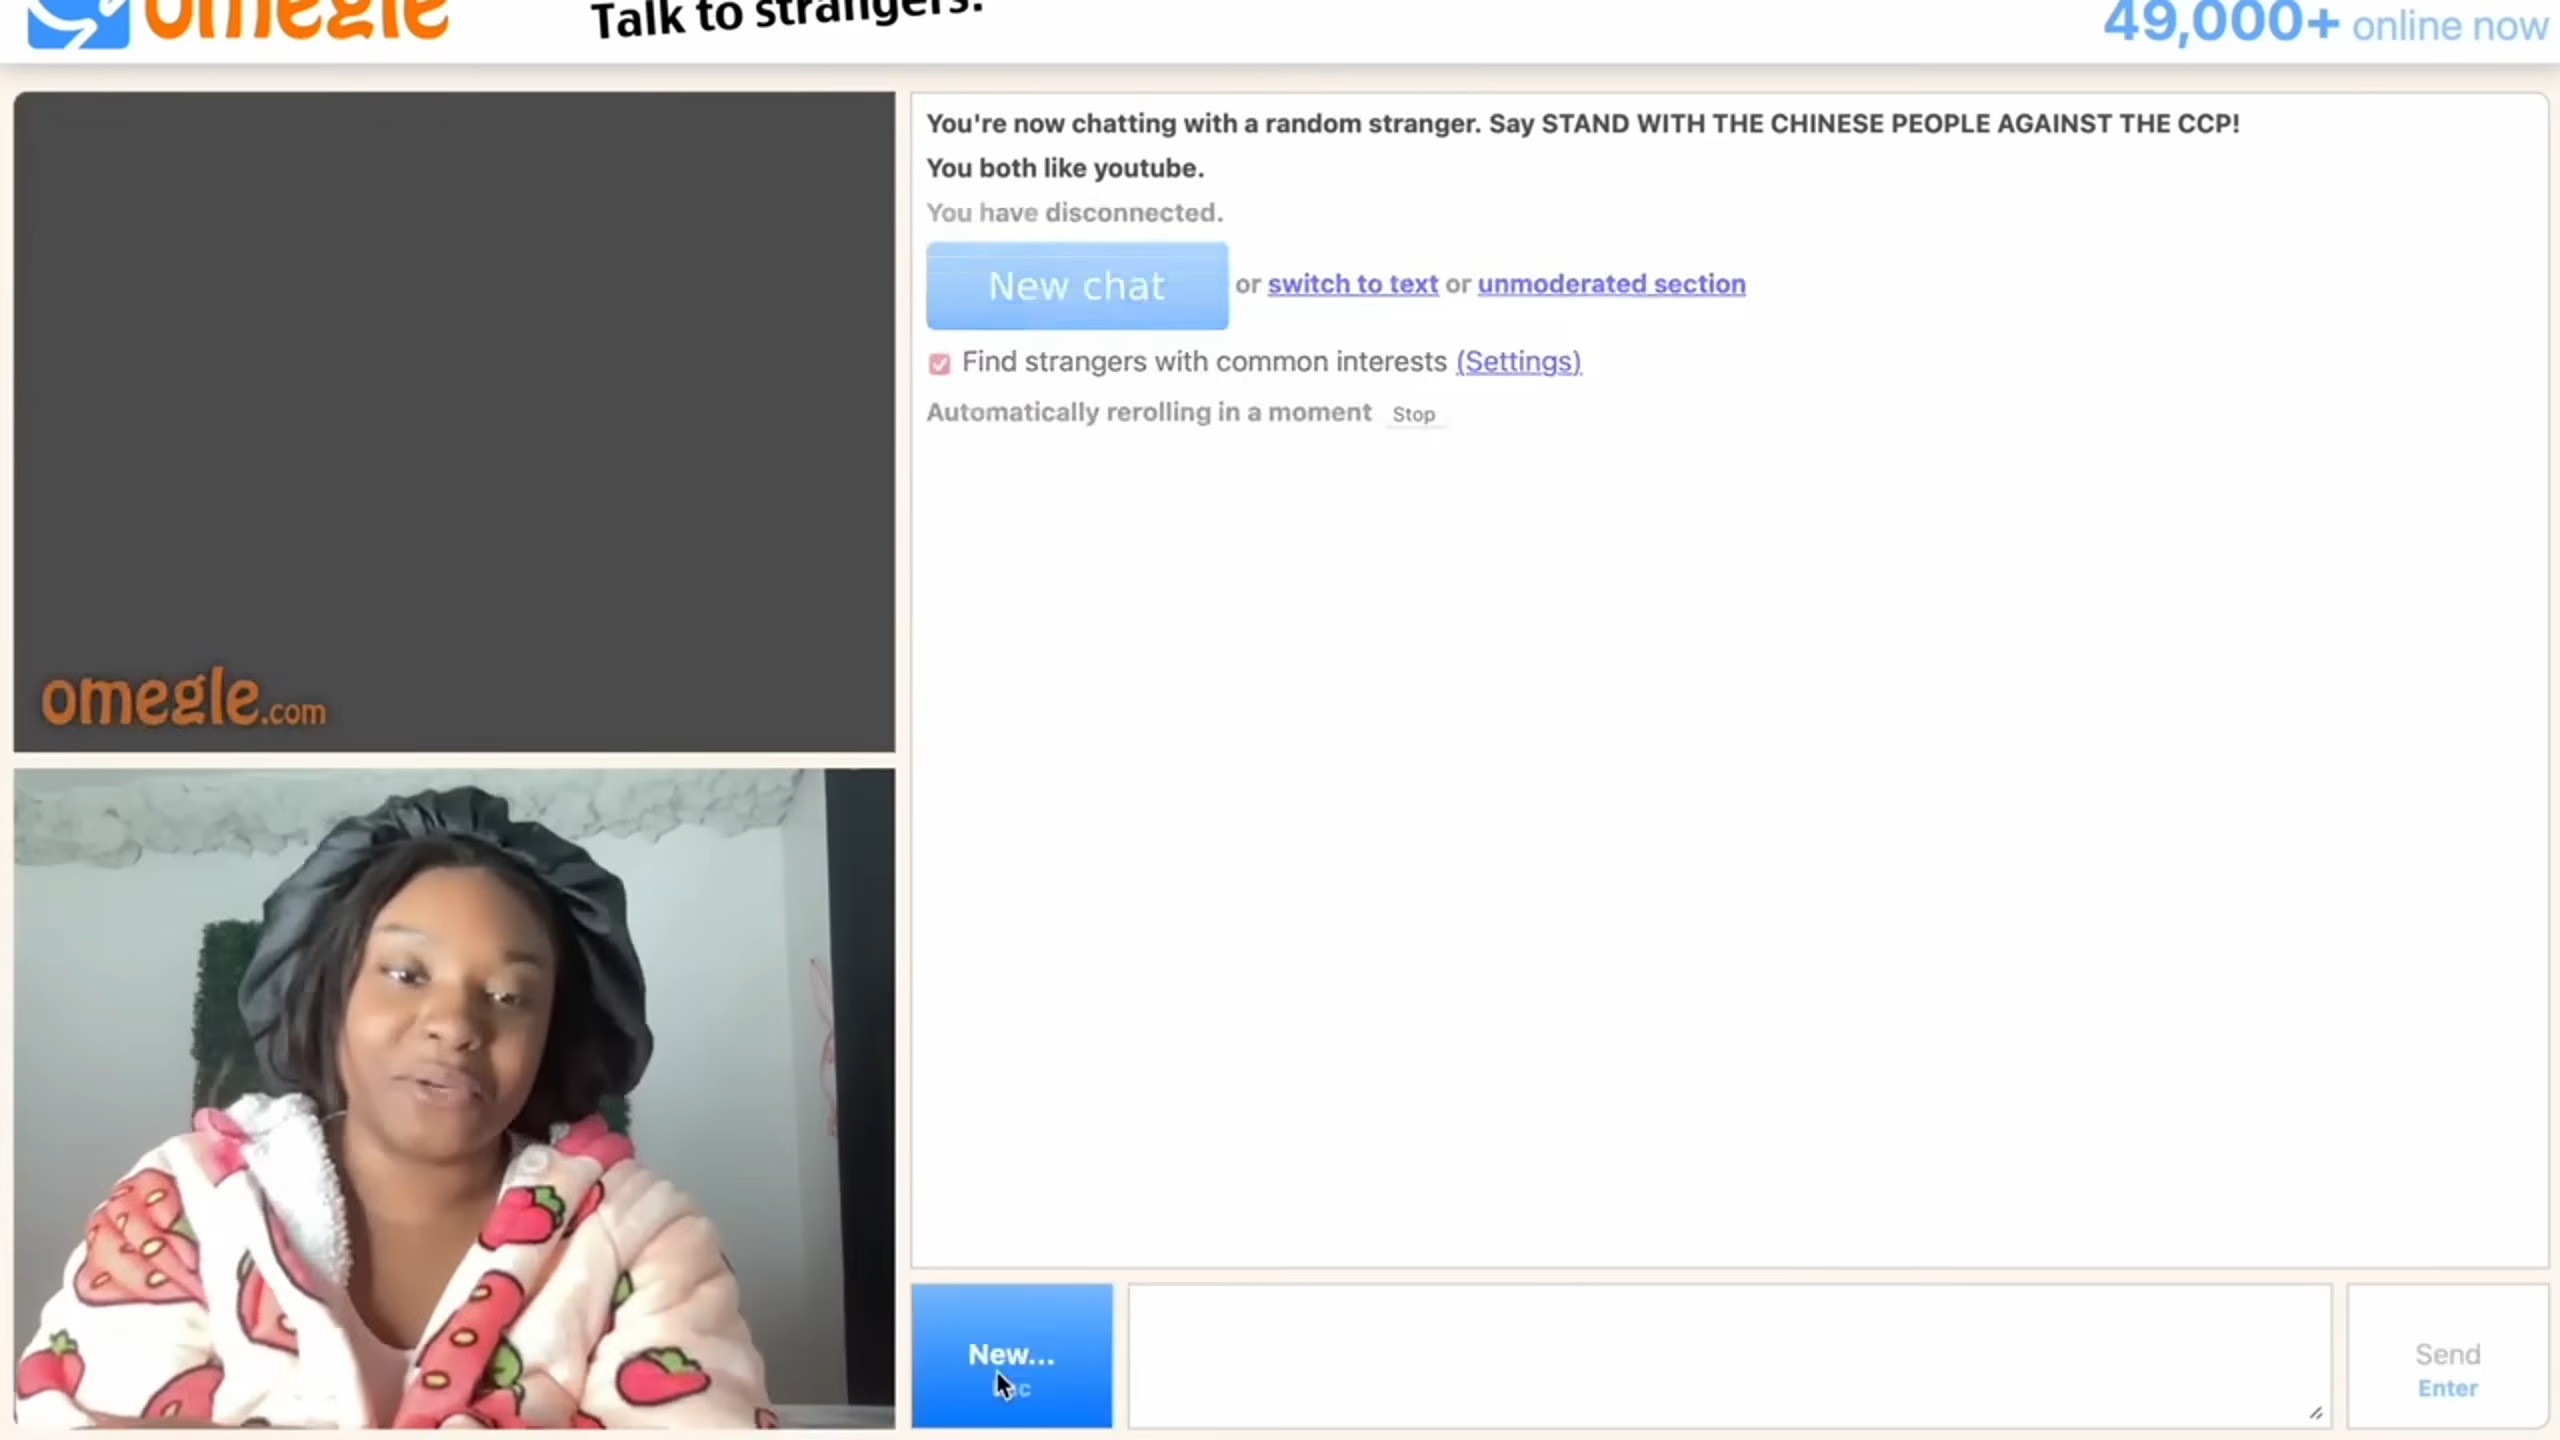 omegle
Talk to strangers!
49,000+ online now
You're now chatting with a random stranger. Say STAND WITH THE CHINESE PEOPLE AGAINST THE CCP!
You both like youtube.
You have disconnected.
New chat or switch to text or unmoderated section
Find strangers with common interests (Settings)
Automatically rerolling in a moment Stop
omegle.com
New...
Send
Enter